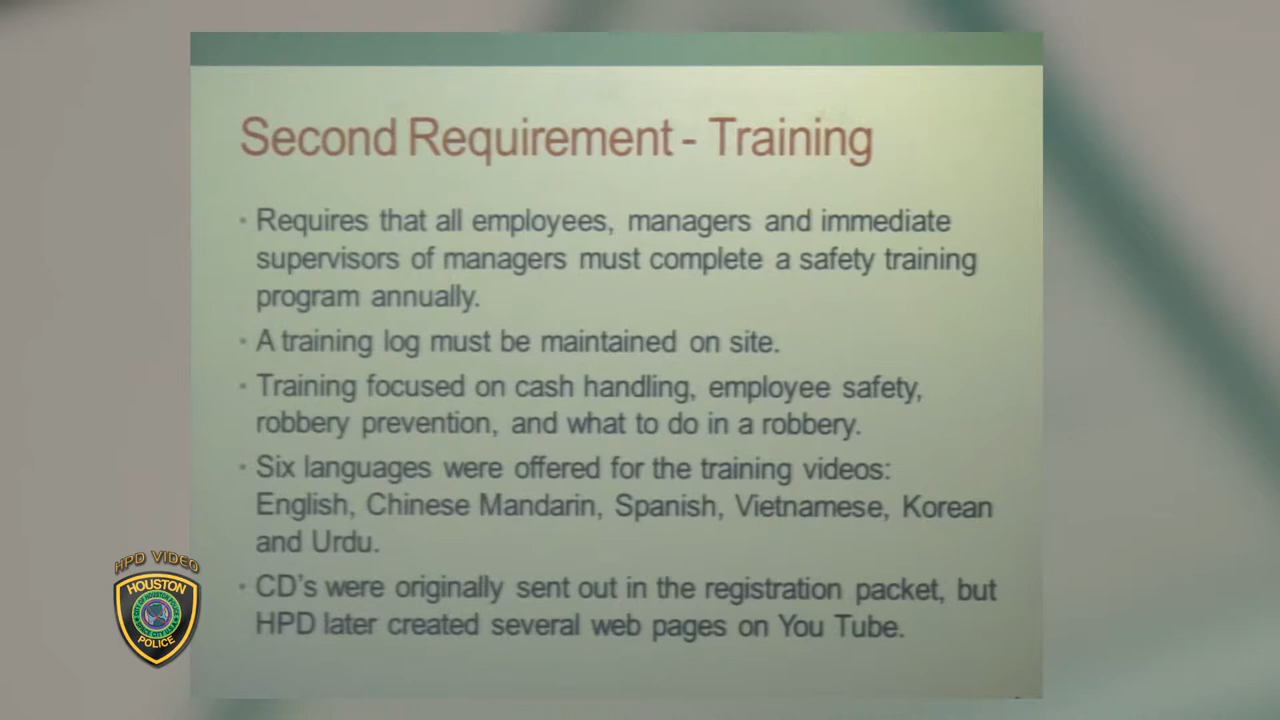 Second Requirement - Training
• Requires that all employees, managers and immediate
supervisors of managers must complete a safety training
program annually.
• A training log must be maintained on site.
• Training focused on cash handling, employee safety,
robbery prevention, and what to do in a robbery.
• Six languages were offered for the training videos:
English, Chinese Mandarin, Spanish, Vietnamese, Korean
and Urdu.
• CD's were originally sent out in the registration packet, but
HPD later created several web pages on You Tube.
HPD VIDEO
HOUSTON
POLICE